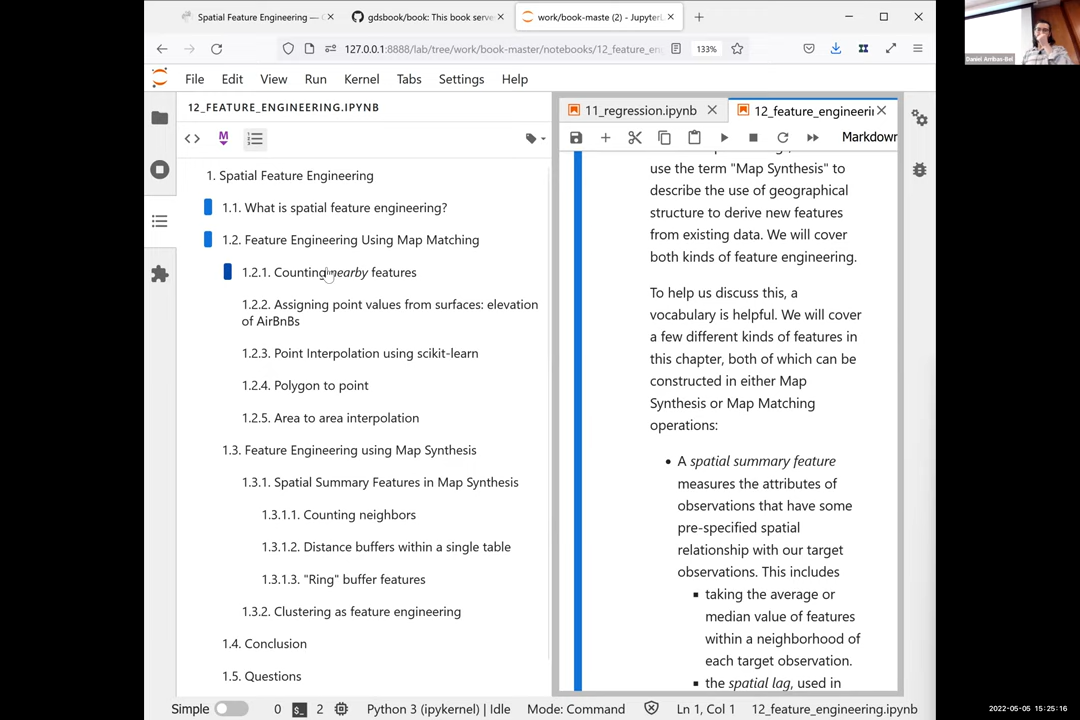 Spatial Feature Engineering —
gdsbook/book: This book serve
work/book-maste (2) - JupyterL
127.0.0.1:8888/lab/tree/work/book-master/notebooks/12_feature_en
133%
File Edit View Run Kernel Tabs Settings Help
12_FEATURE_ENGINEERING.IPYNB
11_regression.ipynb
12_feature_engineeri
Markdown
1. Spatial Feature Engineering
1.1. What is spatial feature engineering?
1.2. Feature Engineering Using Map Matching
1.2.1. Counting nearby features
1.2.2. Assigning point values from surfaces: elevation
of AirBnBs
1.2.3. Point Interpolation using scikit-learn
1.2.4. Polygon to point
1.2.5. Area to area interpolation
1.3. Feature Engineering using Map Synthesis
1.3.1. Spatial Summary Features in Map Synthesis
1.3.1.1. Counting neighbors
1.3.1.2. Distance buffers within a single table
1.3.1.3. "Ring" buffer features
1.3.2. Clustering as feature engineering
1.4. Conclusion
1.5. Questions
use the term "Map Synthesis" to
describe the use of geographical
structure to derive new features
from existing data. We will cover
both kinds of feature engineering.
To help us discuss this, a
vocabulary is helpful. We will cover
a few different kinds of features in
this chapter, both of which can be
constructed in either Map
Synthesis or Map Matching
operations:
• A spatial summary feature
measures the attributes of
observations that have some
pre-specified spatial
relationship with our target
observations. This includes
▪ taking the average or
median value of features
within a neighborhood of
each target observation.
▪ the spatial lag, used in
Simple 0 2 Python 3 (ipykernel) | Idle Mode: Command Ln 1, Col 1 12_feature_engineering.ipynb
Daniel Arribas-Bel
2022-05-05 15:25:16